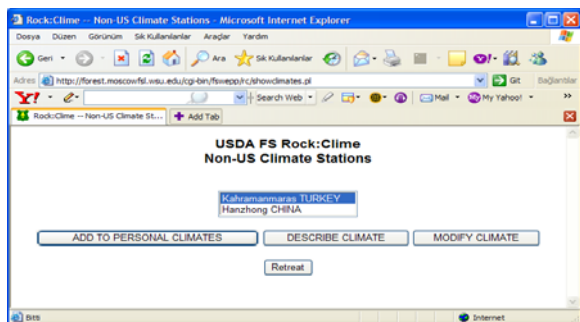 Rock:Clime -- Non-US Climate Stations - Microsoft Internet Explorer
Dosya Düzen Görünüm Sık Kullanılanlar Araçlar Yardım
Geri Ara Sık Kullanılanlar
Adres http://forest.moscowfsl.wsu.edu/cgi-bin/fswepp/rc/showclimates.pl Git Bağlantılar
Y! Search Web Mail My Yahoo! »
Rock:Clime -- Non-US Climate St... Add Tab
USDA FS Rock:Clime
Non-US Climate Stations
Kahramanmaras TURKEY
Hanzhong CHINA
ADD TO PERSONAL CLIMATES DESCRIBE CLIMATE MODIFY CLIMATE
Retreat
Bitti Internet